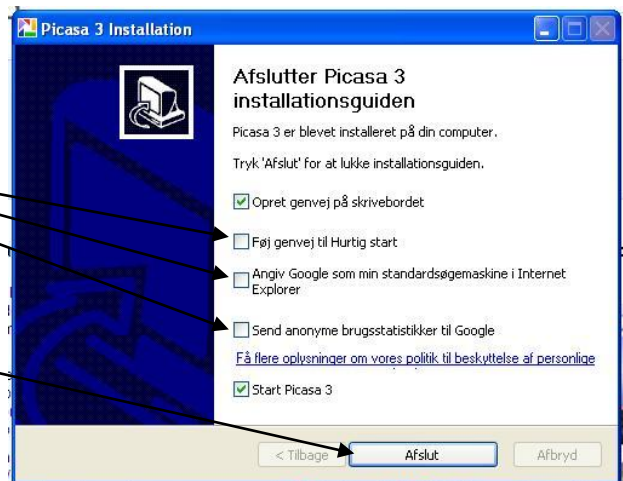 Picasa 3 Installation
Afslutter Picasa 3
installationsguiden
Picasa 3 er blevet installeret på din computer.
Tryk 'Afslut' for at lukke installationsguiden.
Opret genvej på skrivebordet
Føj genvej til Hurtig start
Angiv Google som min standardsøgemaskine i Internet
Explorer
Send anonyme brugsstatistikker til Google
Få flere oplysninger om vores politik til beskyttelse af personlige
Start Picasa 3
< Tilbage
Afslut
Afbryd